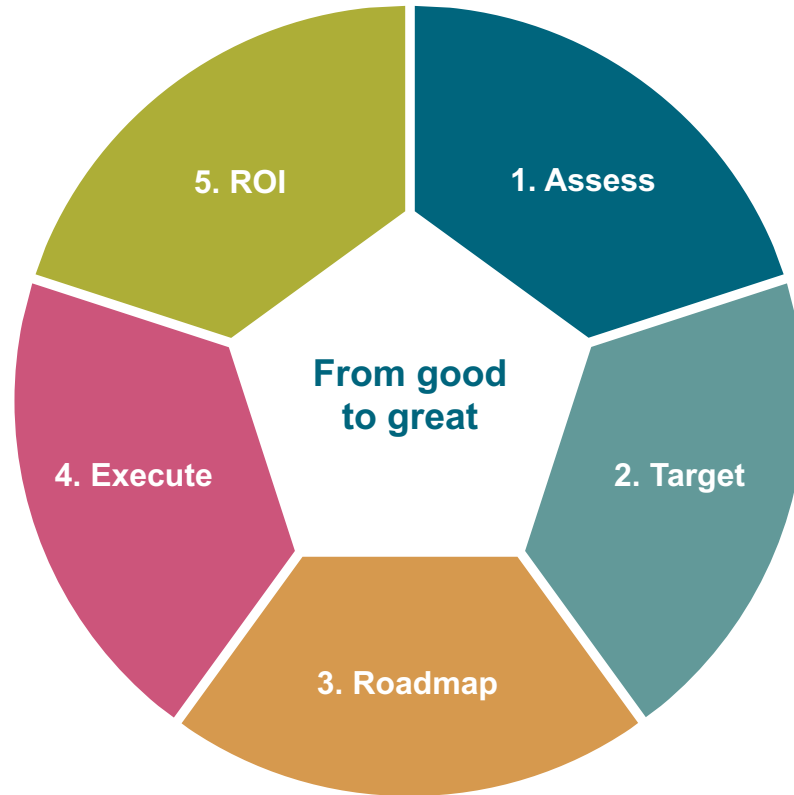 1. Assess
2. Target
3. Roadmap
4. Execute
5. ROI
From good
to great